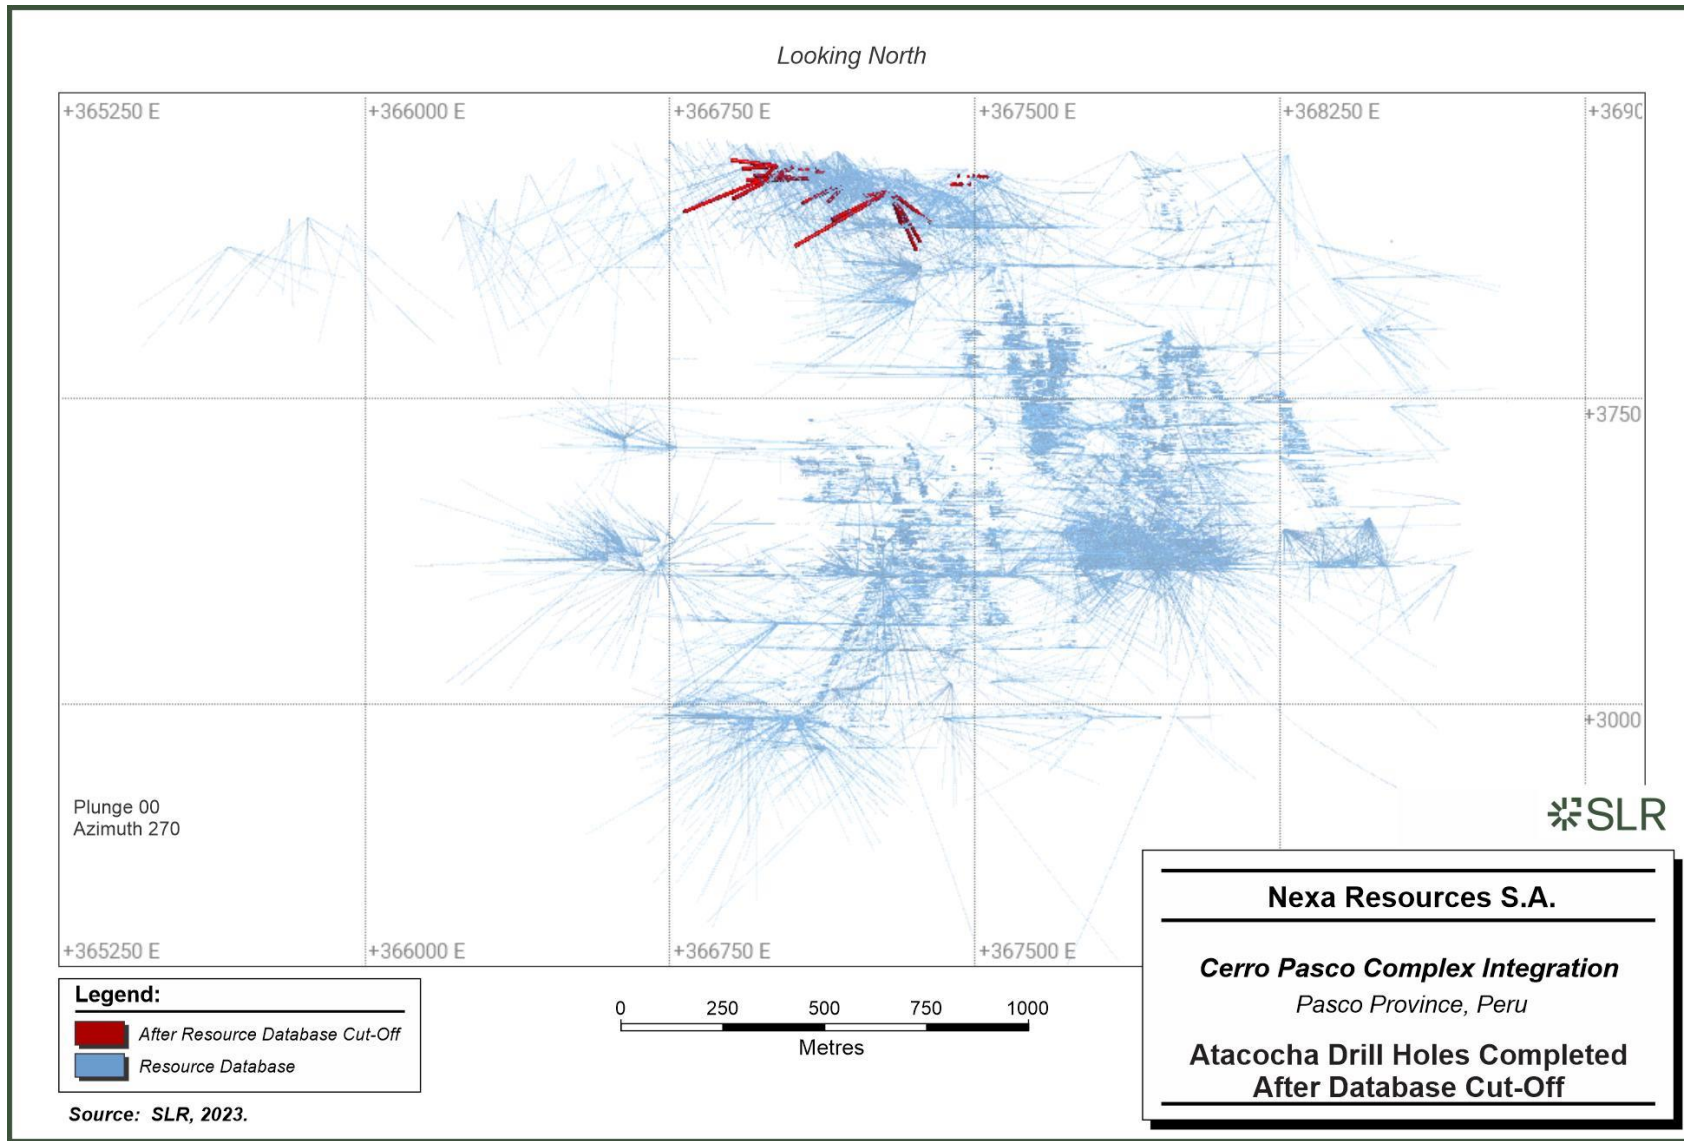 Looking North
+365250 E
+366000 E
+366750 E
+367500 E
+368250 E
+3690
+3750
+3000
Plunge 00
Azimuth 270
SLR
+365250 E
+366000 E
+366750 E
+367500 E
Nexa Resources S.A.
Cerro Pasco Complex Integration
Pasco Province, Peru
Atacocha Drill Holes Completed
After Database Cut-Off
Legend:
After Resource Database Cut-Off
Resource Database
0 250 500 750 1000
Metres
Source: SLR, 2023.